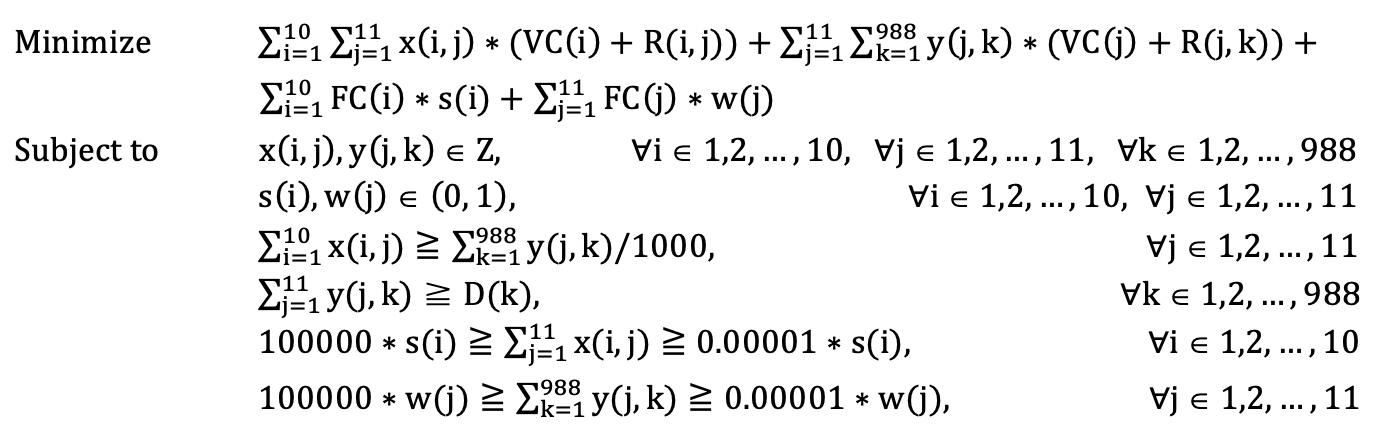 Minimize ∑_{i=1}^{10} ∑_{j=1}^{11} x(i, j) ∗ (VC(i) + R(i, j)) + ∑_{j=1}^{11} ∑_{k=1}^{988} y(j, k) ∗ (VC(j) + R(j, k)) +
∑_{i=1}^{10} FC(i) ∗ s(i) + ∑_{j=1}^{11} FC(j) ∗ w(j)
Subject to x(i, j), y(j, k) ∈ Z, ∀i ∈ 1,2, … , 10, ∀j ∈ 1,2, … , 11, ∀k ∈ 1,2, … , 988
s(i), w(j) ∈ (0, 1), ∀i ∈ 1,2, … , 10, ∀j ∈ 1,2, … , 11
∑_{i=1}^{10} x(i, j) ≧ ∑_{k=1}^{988} y(j, k)/1000, ∀j ∈ 1,2, … , 11
∑_{j=1}^{11} y(j, k) ≧ D(k), ∀k ∈ 1,2, … , 988
100000 ∗ s(i) ≧ ∑_{j=1}^{11} x(i, j) ≧ 0.00001 ∗ s(i), ∀i ∈ 1,2, … , 10
100000 ∗ w(j) ≧ ∑_{k=1}^{988} y(j, k) ≧ 0.00001 ∗ w(j), ∀j ∈ 1,2, … , 11